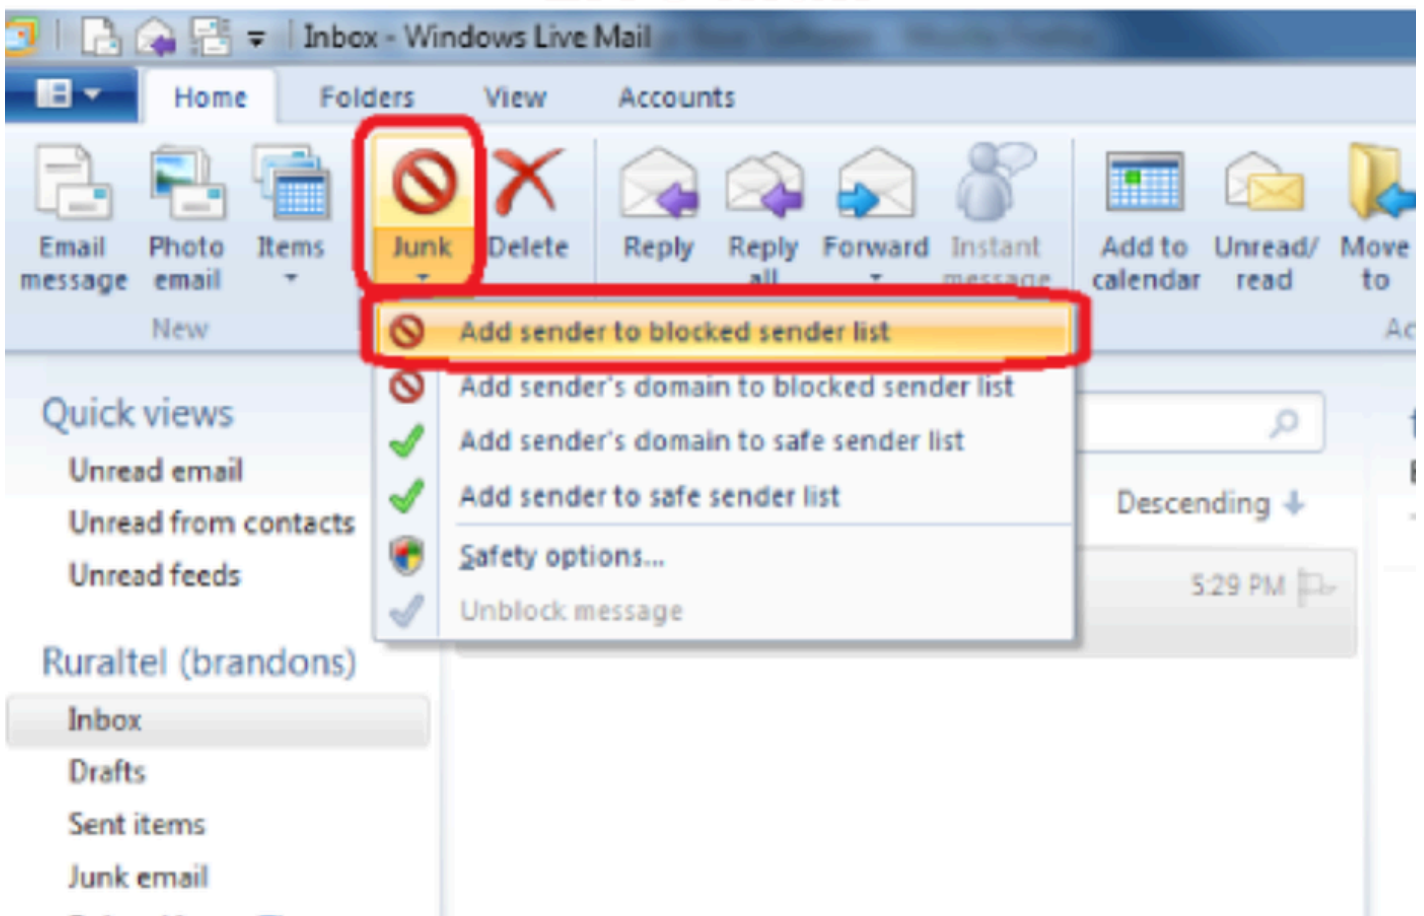 Inbox - Windows Live Mail
Home Folders View Accounts
Email message
Photo email
Items
Junk
Delete
Reply
Reply all
Forward
Instant message
Add to calendar
Unread/ read
Move to
New
Add sender to blocked sender list
Add sender's domain to blocked sender list
Add sender's domain to safe sender list
Add sender to safe sender list
Safety options...
Unblock message
Quick views
Unread email
Unread from contacts
Unread feeds
Descending
5:29 PM
Ruraltel (brandons)
Inbox
Drafts
Sent items
Junk email